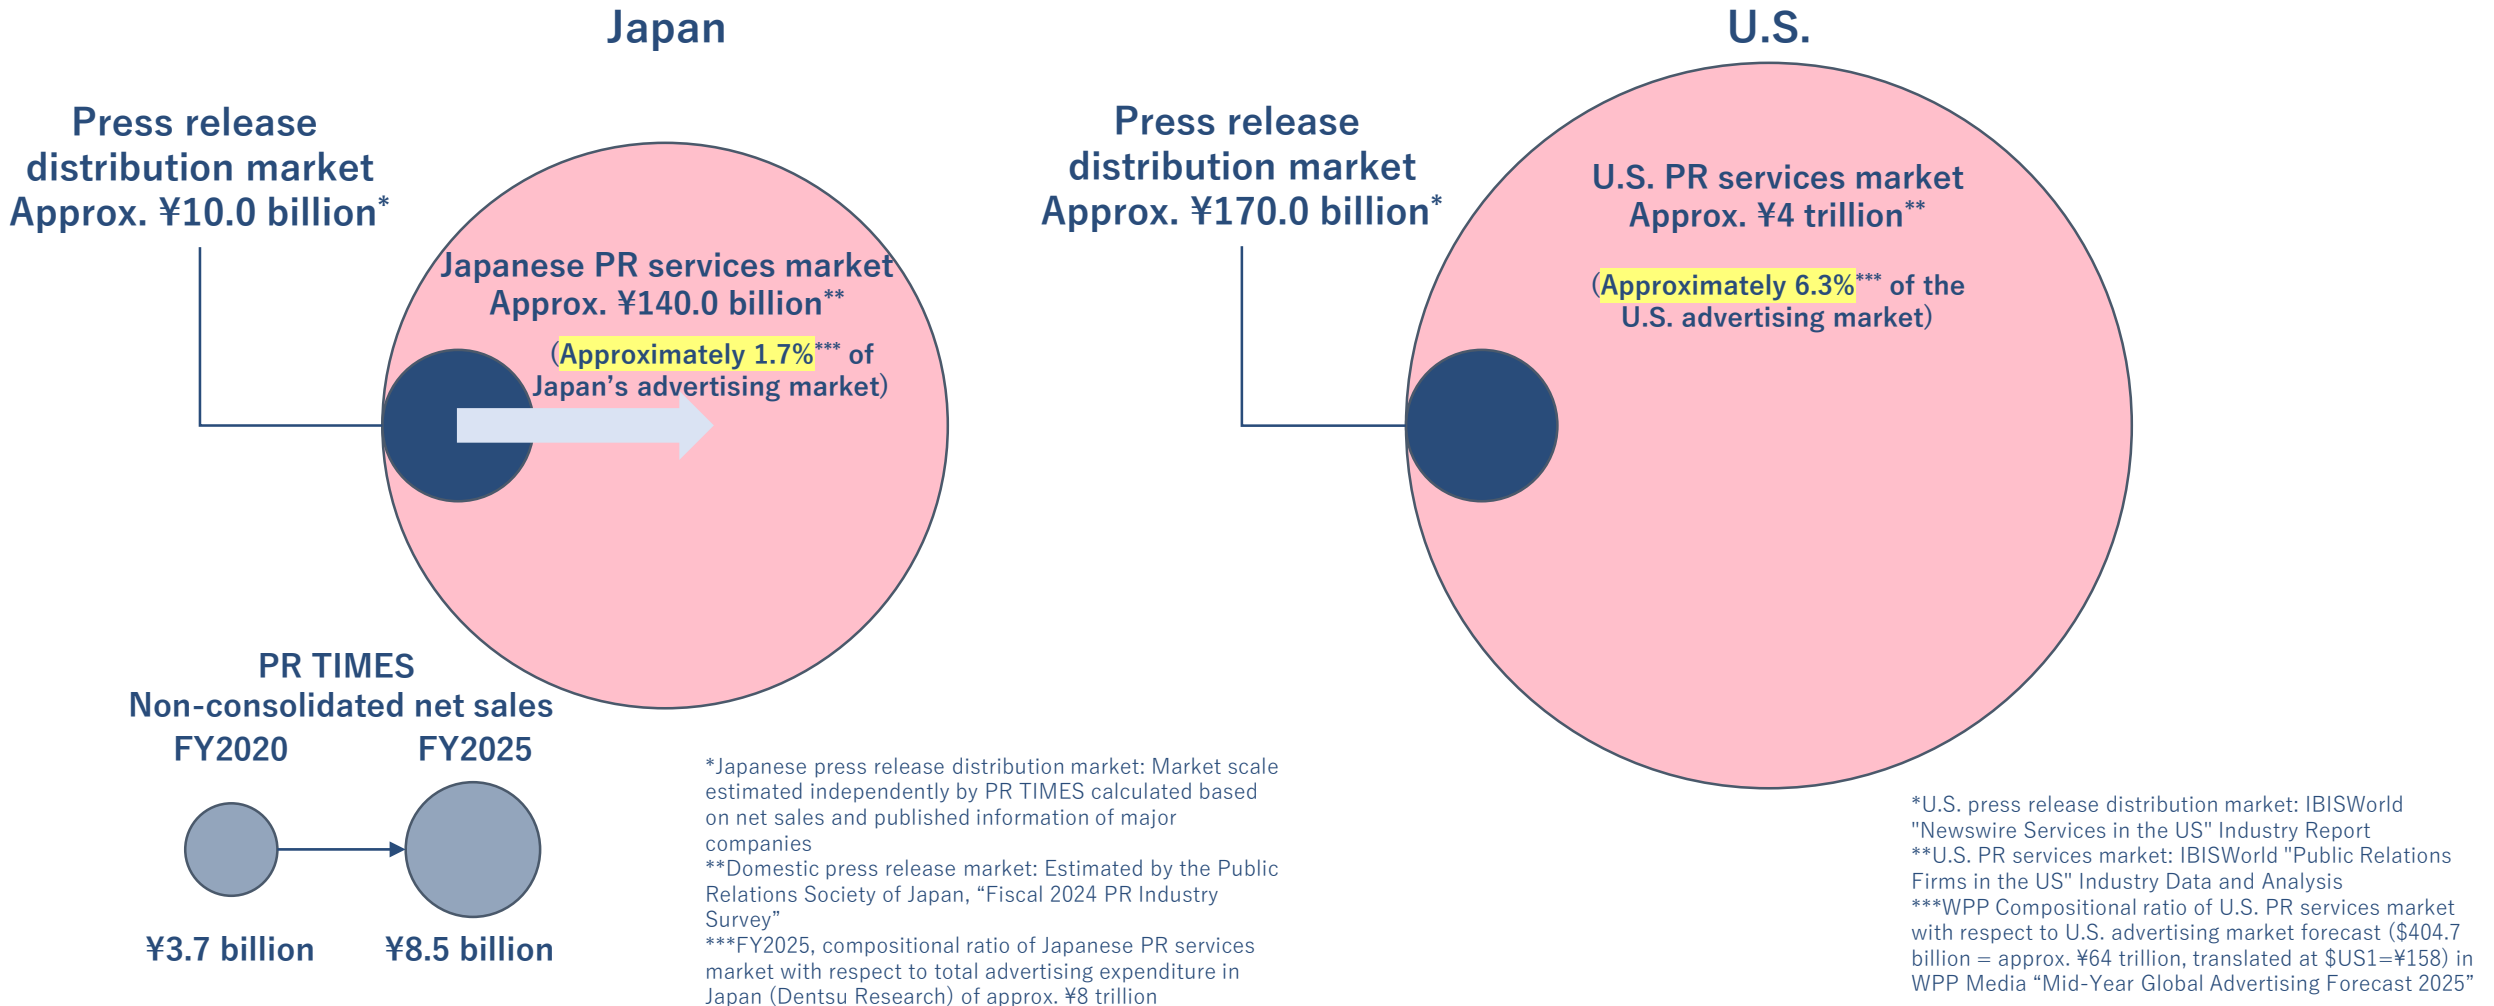 Japan
Press release
distribution market
Approx. ¥10.0 billion*
Japanese PR services market
Approx. ¥140.0 billion**
(Approximately 1.7%*** of
Japan’s advertising market)
PR TIMES
Non-consolidated net sales
FY2020
FY2025
¥3.7 billion
¥8.5 billion
*Japanese press release distribution market: Market scale
estimated independently by PR TIMES calculated based
on net sales and published information of major
companies
**Domestic press release market: Estimated by the Public
Relations Society of Japan, “Fiscal 2024 PR Industry
Survey”
***FY2025, compositional ratio of Japanese PR services
market with respect to total advertising expenditure in
Japan (Dentsu Research) of approx. ¥8 trillion
U.S.
Press release
distribution market
Approx. ¥170.0 billion*
U.S. PR services market
Approx. ¥4 trillion**
(Approximately 6.3%*** of the
U.S. advertising market)
*U.S. press release distribution market: IBISWorld
"Newswire Services in the US" Industry Report
**U.S. PR services market: IBISWorld "Public Relations
Firms in the US" Industry Data and Analysis
***WPP Compositional ratio of U.S. PR services market
with respect to U.S. advertising market forecast ($404.7
billion = approx. ¥64 trillion, translated at $US1=¥158) in
WPP Media “Mid-Year Global Advertising Forecast 2025”